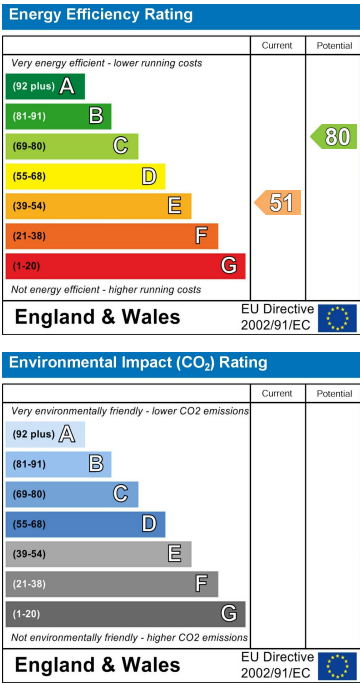 Energy Efficiency Rating
Current Potential
Very energy efficient - lower running costs
(92 plus) A
(81-91) B
(69-80) C
80
(55-68) D
(39-54) E
51
(21-38) F
(1-20) G
Not energy efficient - higher running costs
England & Wales
EU Directive
2002/91/EC
Environmental Impact (CO₂) Rating
Current Potential
Very environmentally friendly - lower CO2 emissions
(92 plus) A
(81-91) B
(69-80) C
(55-68) D
(39-54) E
(21-38) F
(1-20) G
Not environmentally friendly - higher CO2 emissions
England & Wales
EU Directive
2002/91/EC